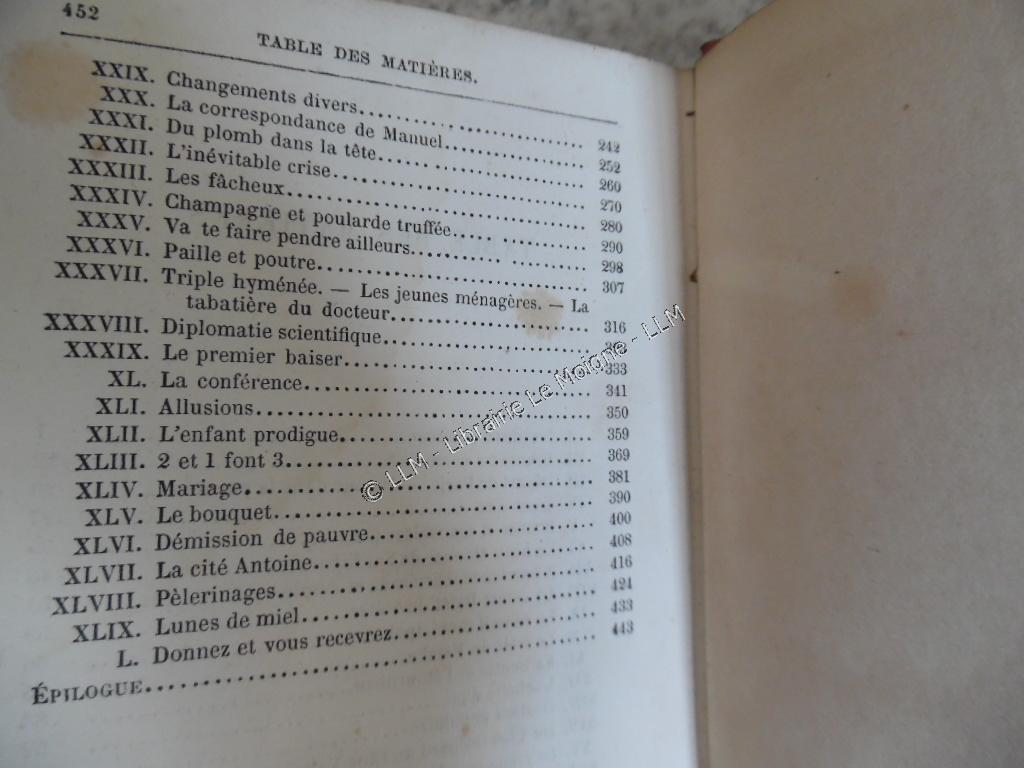 452
TABLE DES MATIÈRES.
XXIX. Changements divers........................ 242
XXX. La correspondance de Manuel................ 252
XXXI. Du plomb dans la tête..................... 260
XXXII. L'inévitable crise....................... 270
XXXIII. Les fâcheux............................. 280
XXXIV. Champagne et poularde truffée............ 290
XXXV. Va te faire pendre ailleurs............... 298
XXXVI. Paille et poutre......................... 307
XXXVII. Triple hyménée. — Les jeunes ménagères. — La
tabatière du docteur............................ 316
XXXVIII. Diplomatie scientifique................
XXXIX. Le premier baiser........................ 333
XL. La conférence............................... 341
XLI. Allusions.................................. 350
XLII. L'enfant prodigue......................... 359
XLIII. 2 et 1 font 3............................ 369
XLIV. Mariage................................... 381
XLV. Le bouquet................................. 390
XLVI. Démission de pauvre....................... 400
XLVII. La cité Antoine.......................... 408
XLVIII. Pèlerinages............................. 416
XLIX. Lunes de miel............................. 424
L. Donnez et vous recevrez...................... 433
ÉPILOGUE........................................ 443
© LLM - Librairie Le Moigne - LLM